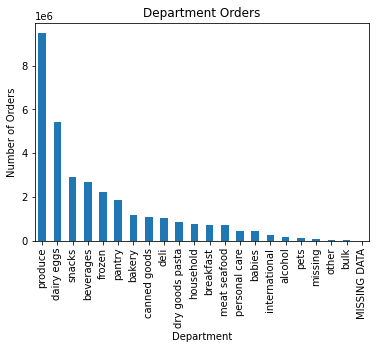 Department Orders
1e6
8
6
4
2
0
Number of Orders
produce
dairy eggs
snacks
beverages
frozen
pantry
bakery
canned goods
deli
dry goods pasta
household
breakfast
meat seafood
personal care
babies
international
alcohol
pets
missing
other
bulk
MISSING DATA
Department